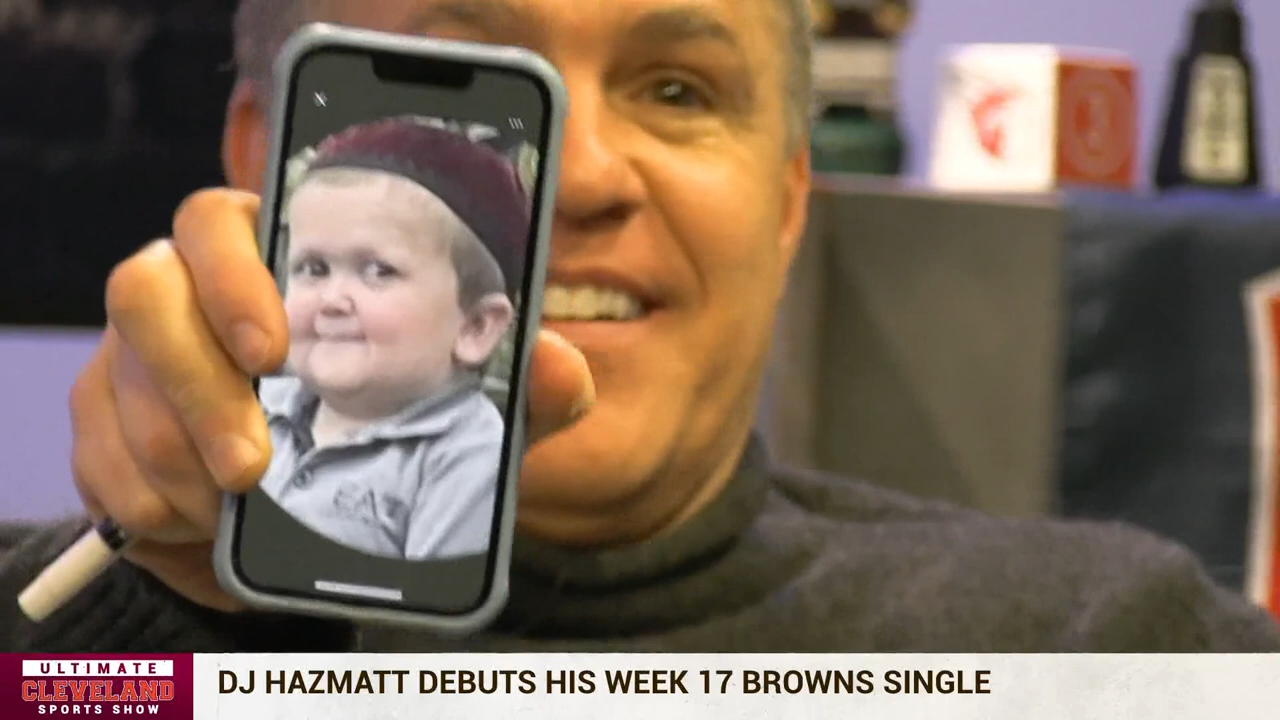 EA7
ULTIMATE
CLEVELAND
SPORTS SHOW
DJ HAZMATT DEBUTS HIS WEEK 17 BROWNS SINGLE